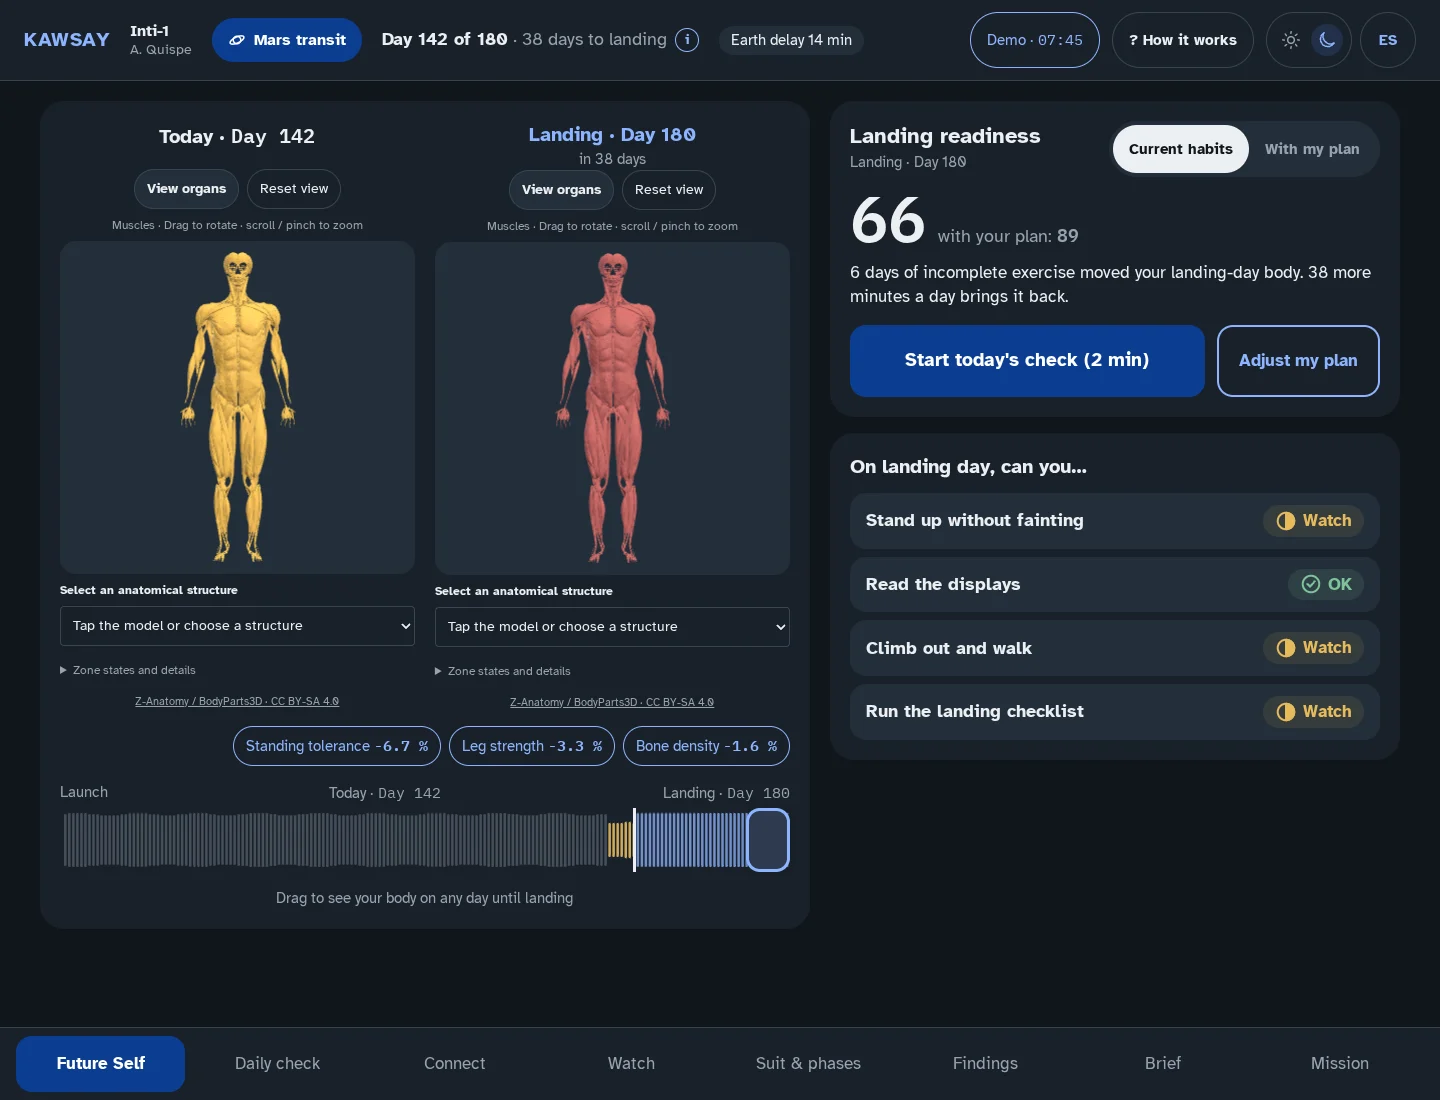 KAWSAY
Inti-1
A. Quispe
Mars transit
Day 142 of 180 · 38 days to landing
i
Earth delay 14 min
Demo · 07:45
? How it works
ES
Today · Day 142
View organs
Reset view
Muscles · Drag to rotate · scroll / pinch to zoom
Select an anatomical structure
Tap the model or choose a structure
Zone states and details
Z-Anatomy / BodyParts3D · CC BY-SA 4.0
Landing · Day 180
in 38 days
View organs
Reset view
Muscles · Drag to rotate · scroll / pinch to zoom
Select an anatomical structure
Tap the model or choose a structure
Zone states and details
Z-Anatomy / BodyParts3D · CC BY-SA 4.0
Standing tolerance -6.7 %
Leg strength -3.3 %
Bone density -1.6 %
Launch
Today · Day 142
Landing · Day 180
Drag to see your body on any day until landing
Landing readiness
Landing · Day 180
Current habits
With my plan
66 with your plan: 89
6 days of incomplete exercise moved your landing-day body. 38 more
minutes a day brings it back.
Start today's check (2 min)
Adjust my plan
On landing day, can you...
Stand up without fainting
Watch
Read the displays
OK
Climb out and walk
Watch
Run the landing checklist
Watch
Future Self
Daily check
Connect
Watch
Suit & phases
Findings
Brief
Mission